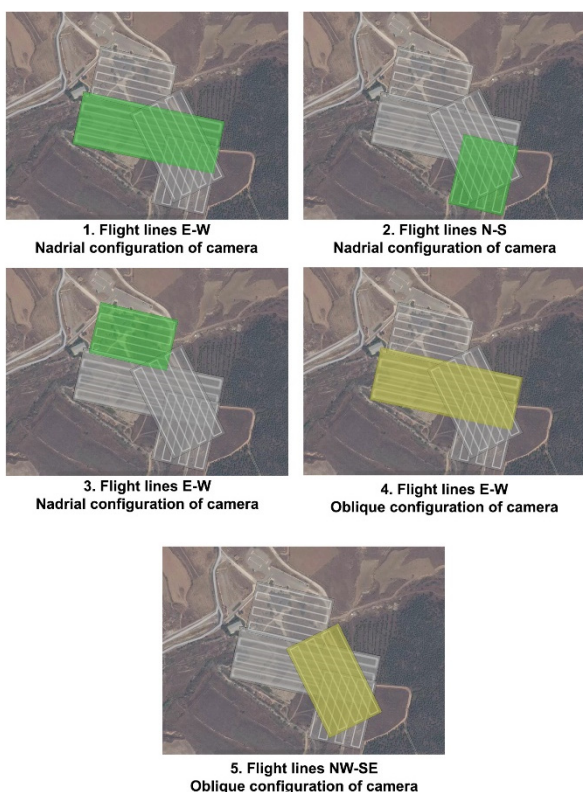 1. Flight lines E-W
Nadrial configuration of camera
2. Flight lines N-S
Nadrial configuration of camera
3. Flight lines E-W
Nadrial configuration of camera
4. Flight lines E-W
Oblique configuration of camera
5. Flight lines NW-SE
Oblique configuration of camera